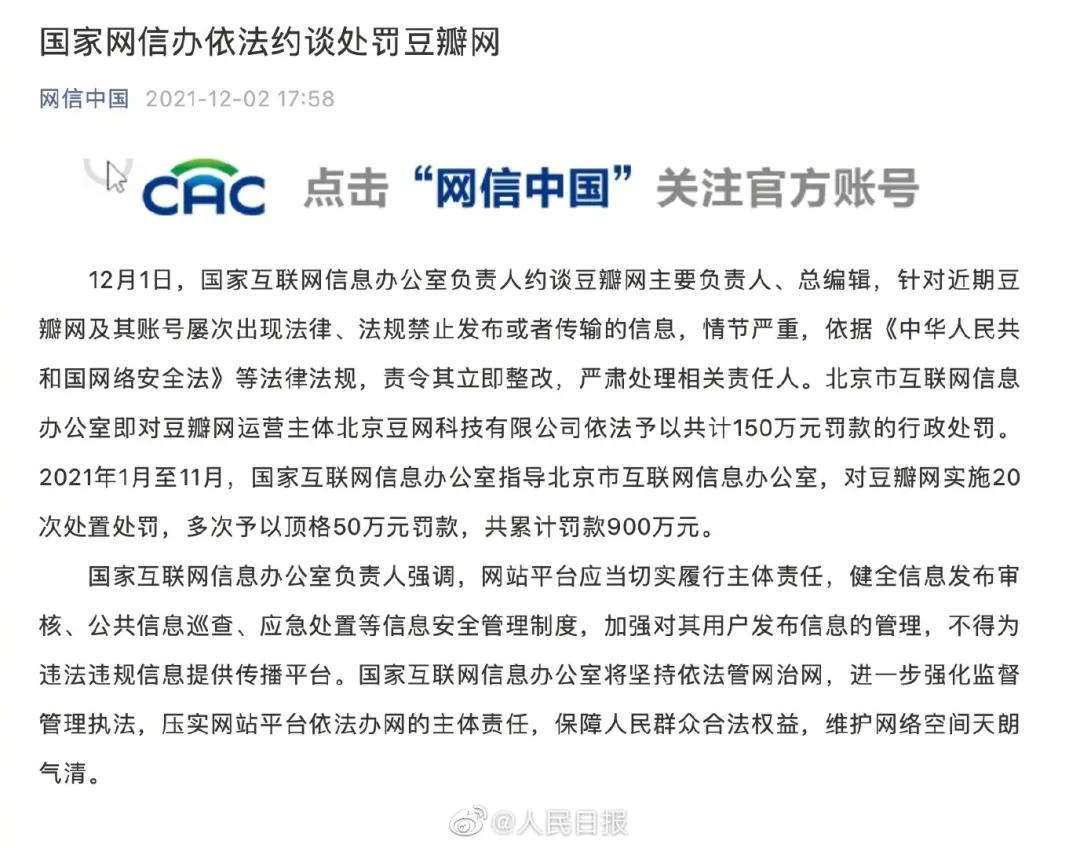 国家网信办依法约谈处罚豆瓣网
网信中国 2021-12-02 17:58
CAC 点击“网信中国”关注官方账号
12月1日，国家互联网信息办公室负责人约谈豆瓣网主要负责人、总编辑，针对近期豆
瓣网及其账号屡次出现法律、法规禁止发布或者传输的信息，情节严重，依据《中华人民共
和国网络安全法》等法律法规，责令其立即整改，严肃处理相关责任人。北京市互联网信息
办公室即对豆瓣网运营主体北京豆网科技有限公司依法予以共计150万元罚款的行政处罚。
2021年1月至11月，国家互联网信息办公室指导北京市互联网信息办公室，对豆瓣网实施20
次处置处罚，多次予以顶格50万元罚款，共累计罚款900万元。
国家互联网信息办公室负责人强调，网站平台应当切实履行主体责任，健全信息发布审
核、公共信息巡查、应急处置等信息安全管理制度，加强对其用户发布信息的管理，不得为
违法违规信息提供传播平台。国家互联网信息办公室将坚持依法管网治网，进一步强化监督
管理执法，压实网站平台依法办网的主体责任，保障人民群众合法权益，维护网络空间天朗
气清。
@人民日报